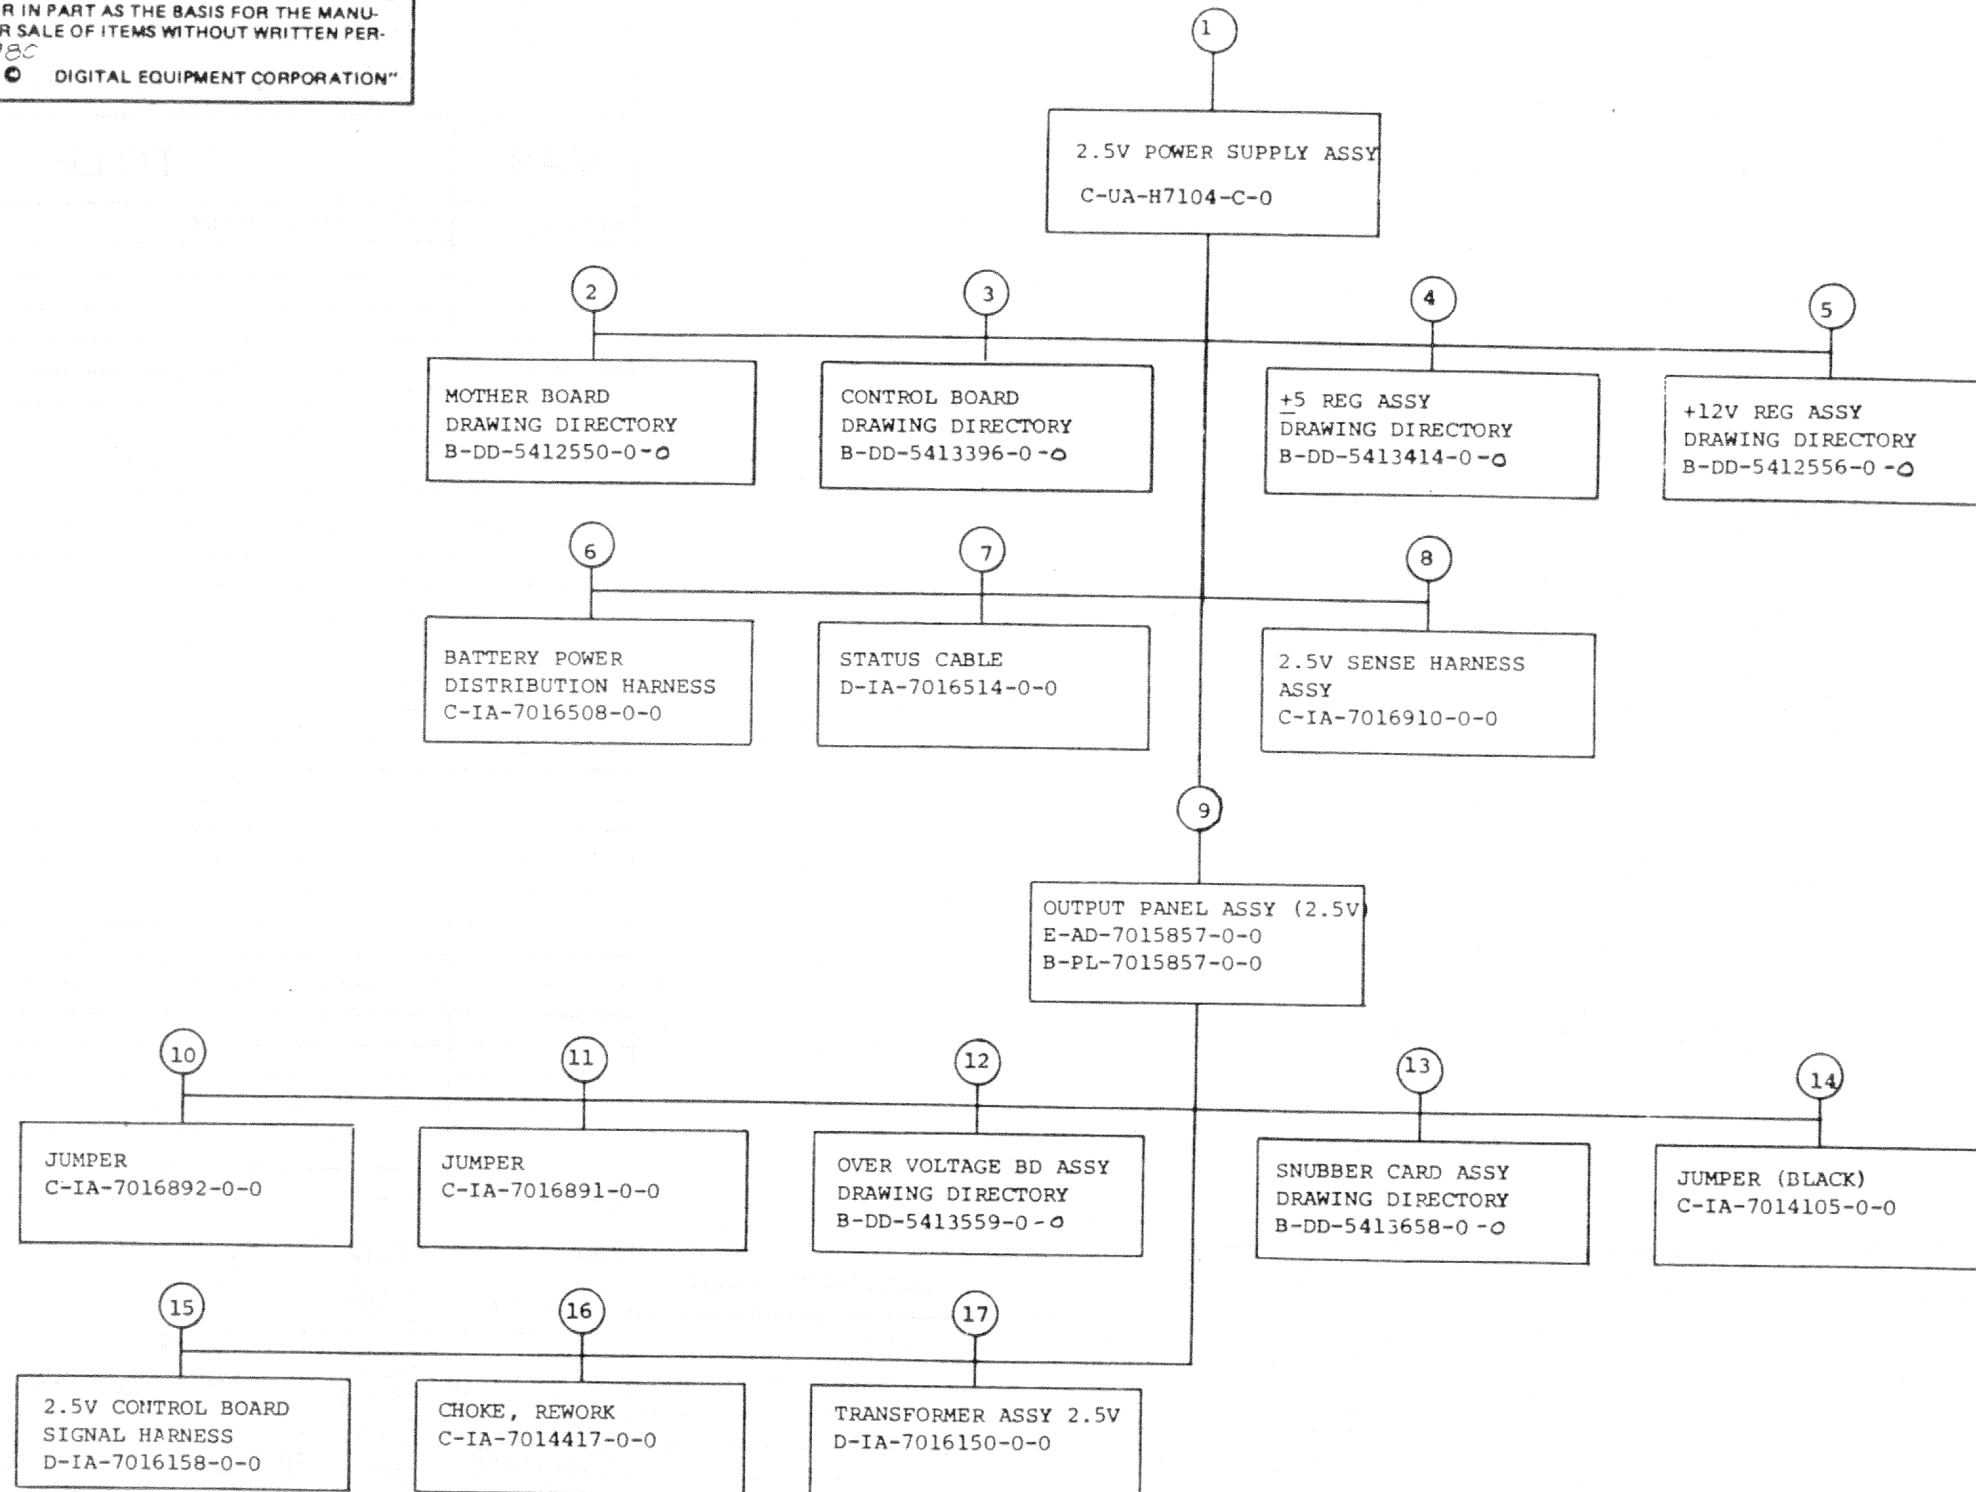 R IN PART AS THE BASIS FOR THE MANU-
R SALE OF ITEMS WITHOUT WRITTEN PER-
© DIGITAL EQUIPMENT CORPORATION"
1
2.5V POWER SUPPLY ASSY
C-UA-H7104-C-0
2
3
4
5
MOTHER BOARD
DRAWING DIRECTORY
B-DD-5412550-0-0
CONTROL BOARD
DRAWING DIRECTORY
B-DD-5413396-0-0
±5 REG ASSY
DRAWING DIRECTORY
B-DD-5413414-0-0
+12V REG ASSY
DRAWING DIRECTORY
B-DD-5412556-0-0
6
7
8
BATTERY POWER
DISTRIBUTION HARNESS
C-IA-7016508-0-0
STATUS CABLE
D-IA-7016514-0-0
2.5V SENSE HARNESS
ASSY
C-IA-7016910-0-0
9
OUTPUT PANEL ASSY (2.5V)
E-AD-7015857-0-0
B-PL-7015857-0-0
10
11
12
13
14
JUMPER
C-IA-7016892-0-0
JUMPER
C-IA-7016891-0-0
OVER VOLTAGE BD ASSY
DRAWING DIRECTORY
B-DD-5413559-0-0
SNUBBER CARD ASSY
DRAWING DIRECTORY
B-DD-5413658-0-0
JUMPER (BLACK)
C-IA-7014105-0-0
15
16
17
2.5V CONTROL BOARD
SIGNAL HARNESS
D-IA-7016158-0-0
CHOKE, REWORK
C-IA-7014417-0-0
TRANSFORMER ASSY 2.5V
D-IA-7016150-0-0